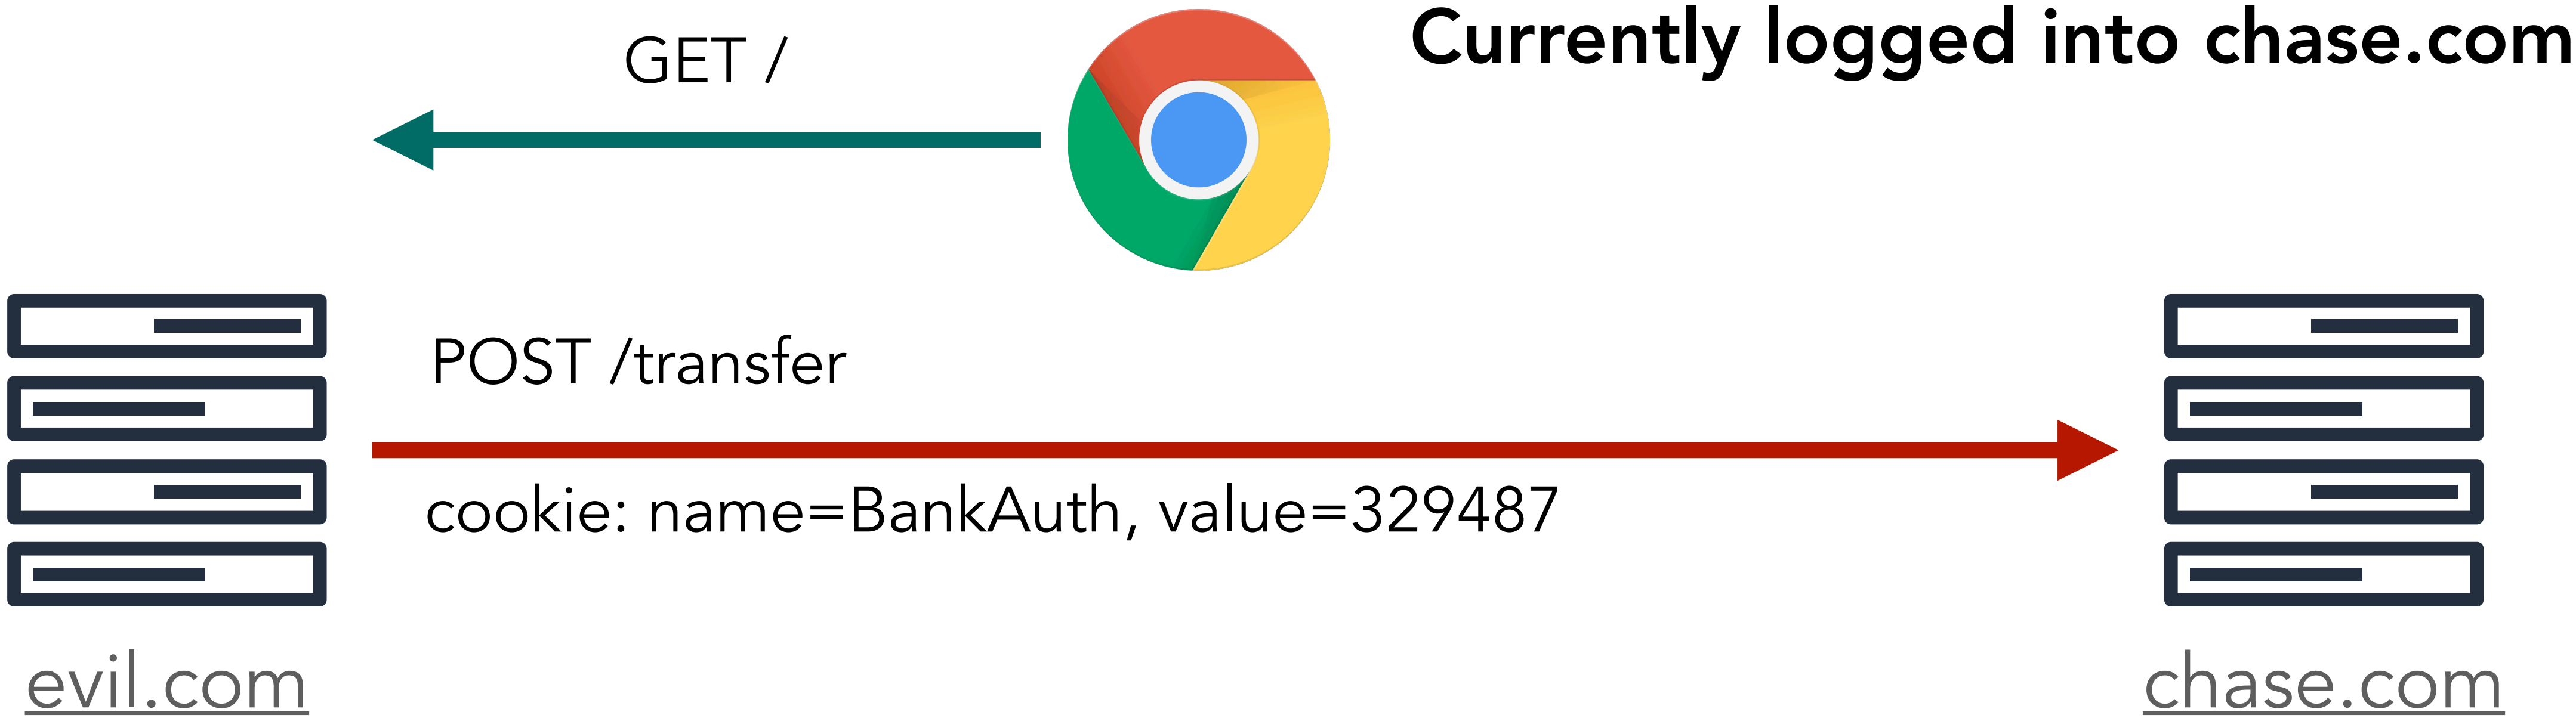 GET /
Currently logged into chase.com
POST /transfer
cookie: name=BankAuth, value=329487
evil.com
chase.com